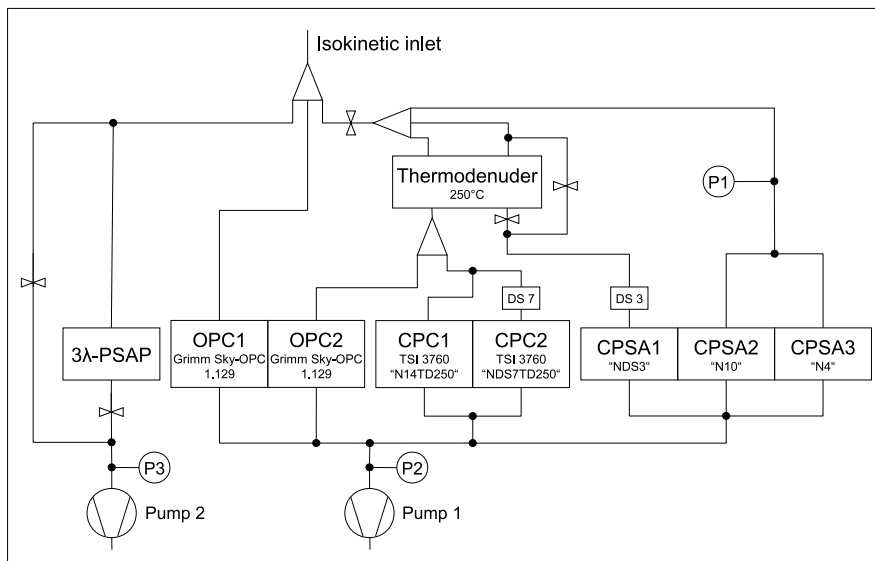 Isokinetic inlet
Thermodenuder
250°C
P1
DS 7
DS 3
3λ-PSAP
OPC1
Grimm Sky-OPC
1.129
OPC2
Grimm Sky-OPC
1.129
CPC1
TSI 3760
“N14TD250“
CPC2
TSI 3760
“NDS7TD250“
CPSA1
"NDS3"
CPSA2
"N10"
CPSA3
"N4"
P3
P2
Pump 2
Pump 1